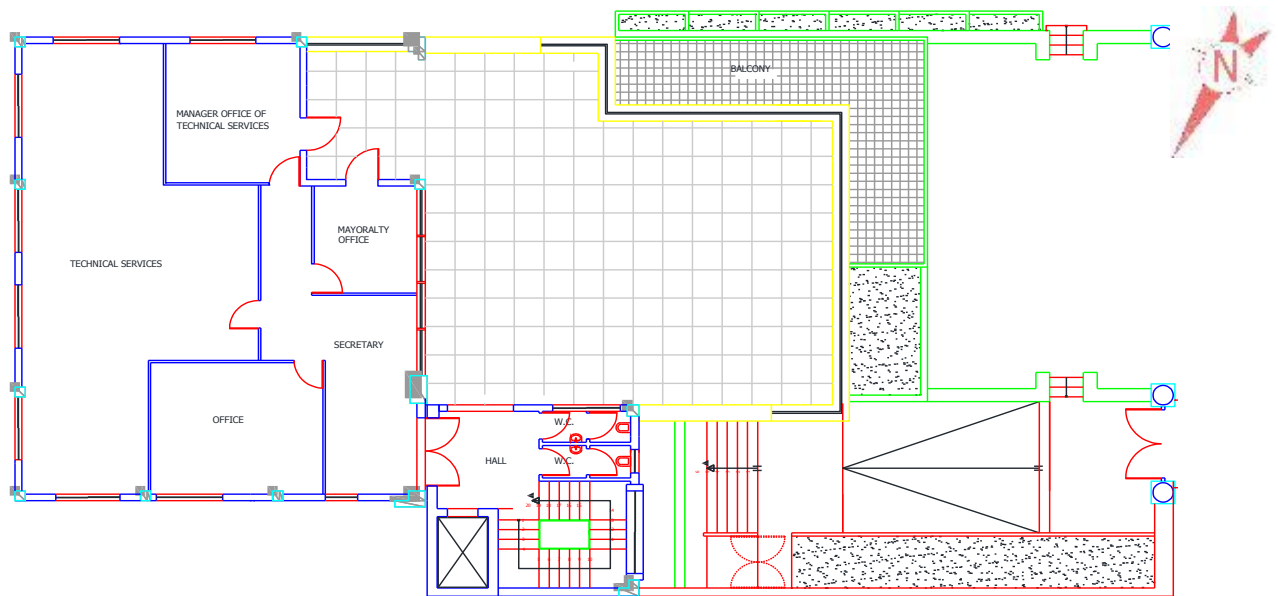 BALCONY
N
MANAGER OFFICE OF
TECHNICAL SERVICES
MAYORALTY
OFFICE
TECHNICAL SERVICES
SECRETARY
OFFICE
W.C.
HALL
W.C.